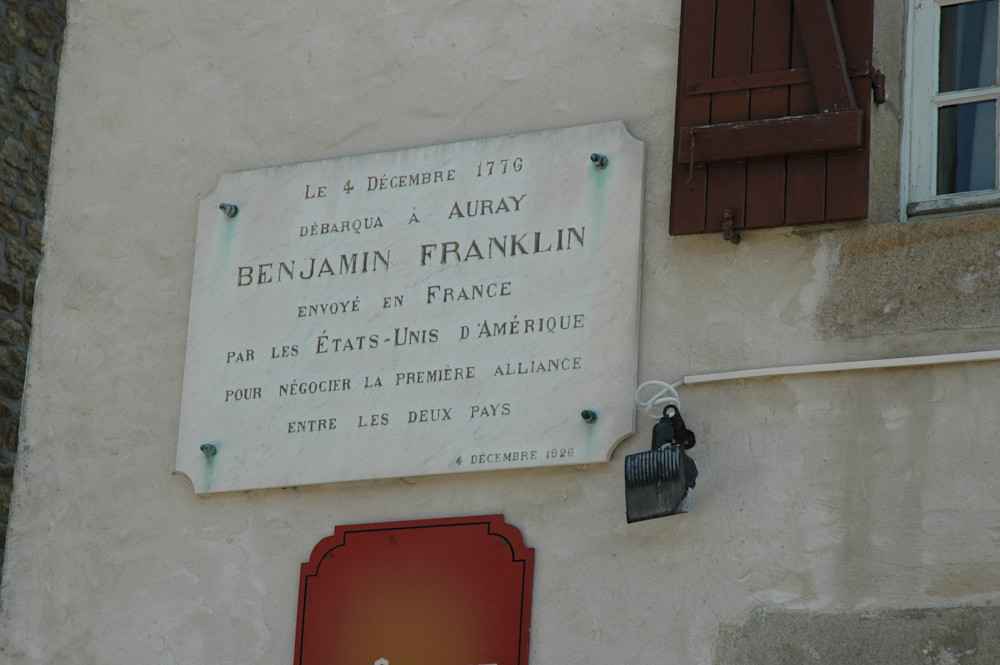 LE 4 DÉCEMBRE 1776
DÉBARQUA À AURAY
BENJAMIN FRANKLIN
ENVOYÉ EN FRANCE
PAR LES ÉTATS-UNIS D'AMÉRIQUE
POUR NÉGOCIER LA PREMIÈRE ALLIANCE
ENTRE LES DEUX PAYS
4 DÉCEMBRE 1926